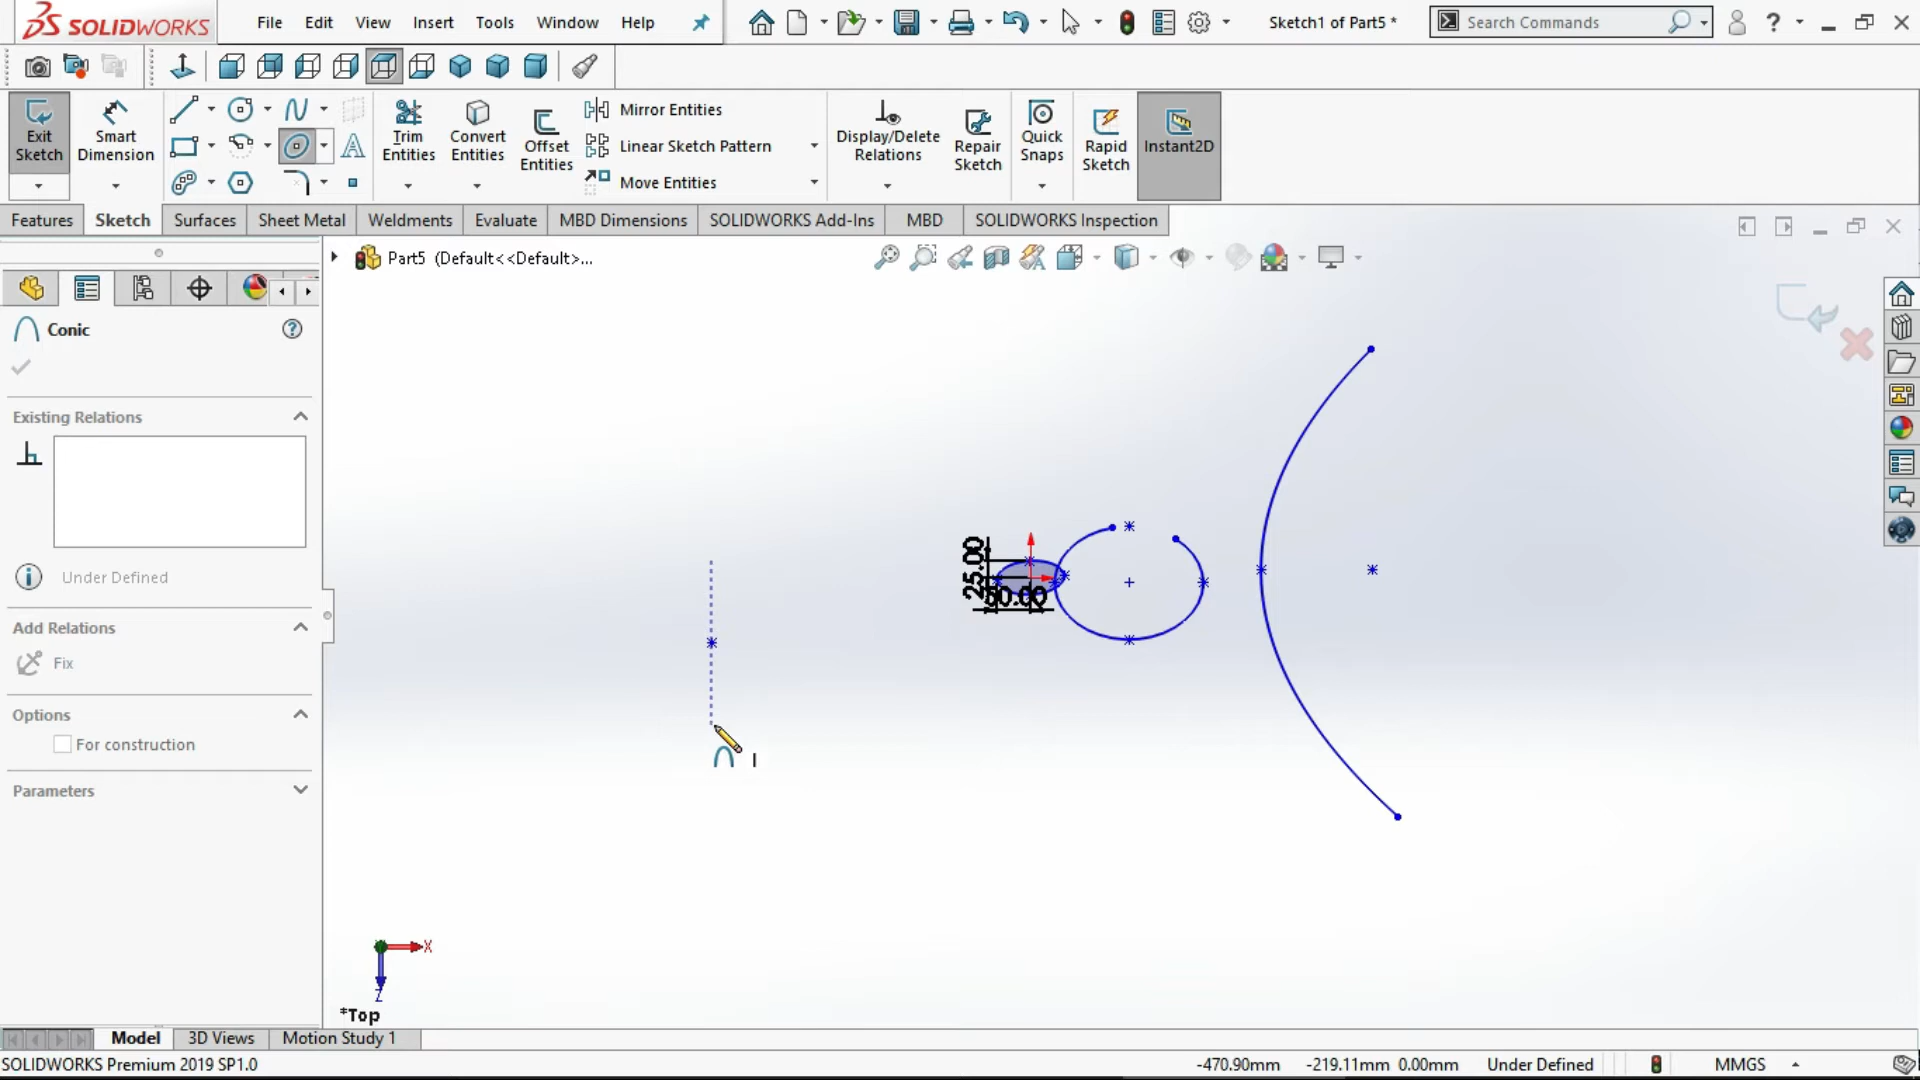 SOLIDWORKS File Edit View Insert Tools Window Help Sketch1 of Part5 * Search Commands ?
Exit Sketch
Smart Dimension
Trim Entities
Convert Entities
Offset Entities
Mirror Entities
Linear Sketch Pattern
Move Entities
Display/Delete Relations
Repair Sketch
Quick Snaps
Rapid Sketch
Instant2D
Features Sketch Surfaces Sheet Metal Weldments Evaluate MBD Dimensions SOLIDWORKS Add-Ins MBD SOLIDWORKS Inspection
Part5 (Default<<Default>...
Conic ?
Existing Relations
Under Defined
Add Relations
Fix
Options
For construction
Parameters
25.00
X
Z
*Top
Model 3D Views Motion Study 1
SOLIDWORKS Premium 2019 SP1.0 -470.90mm -219.11mm 0.00mm Under Defined MMGS